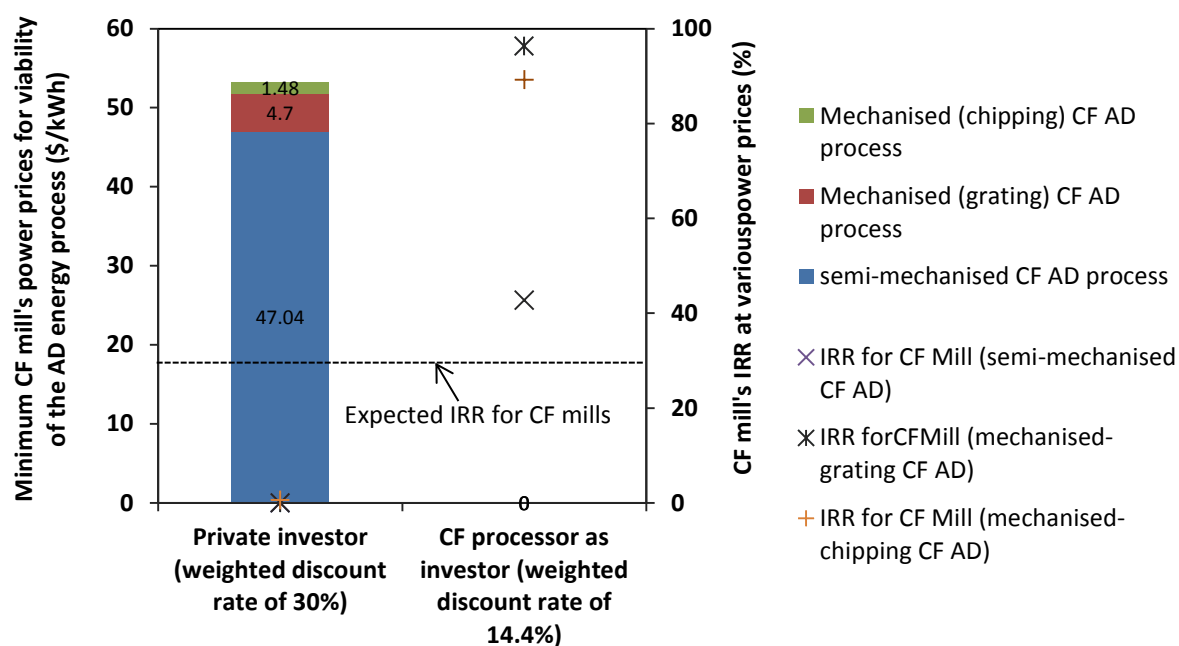 Minimum CF mill's power prices for viability
of the AD energy process ($/kWh)
60
50
40
30
20
10
0
1.48
4.7
47.04
Expected IRR for CF mills
0
100
80
60
40
20
0
CF mill's IRR at variouspower prices (%)
Private investor
(weighted discount
rate of 30%)
CF processor as
investor (weighted
discount rate of
14.4%)
Mechanised (chipping) CF AD
process
Mechanised (grating) CF AD
process
semi-mechanised CF AD process
IRR for CF Mill (semi-mechanised
CF AD)
IRR forCFMill (mechanised-
grating CF AD)
IRR for CF Mill (mechanised-
chipping CF AD)